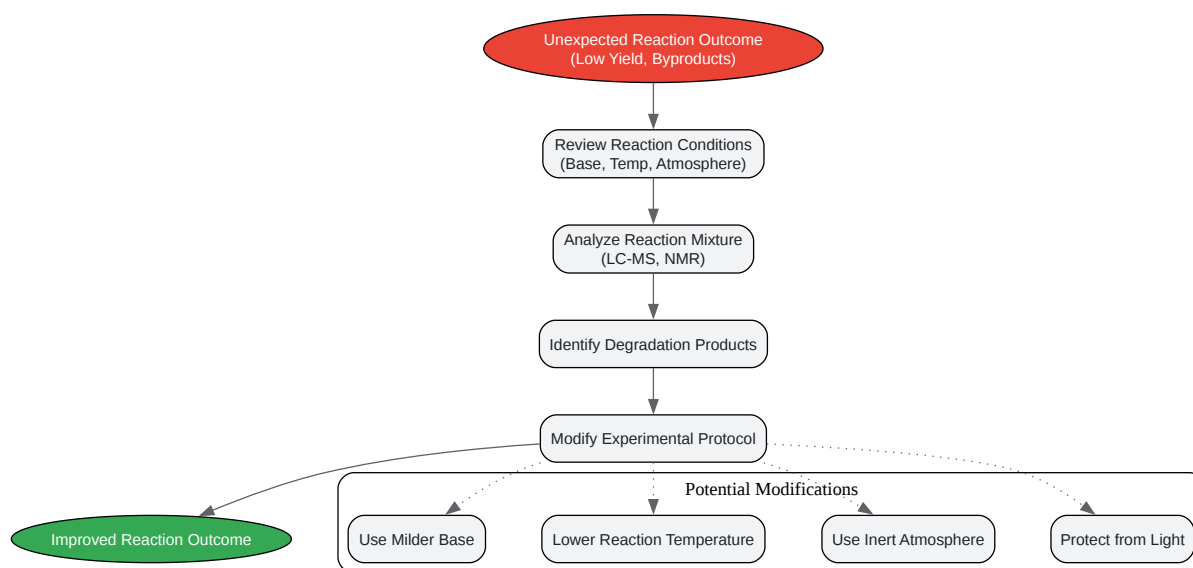 Unexpected Reaction Outcome
(Low Yield, Byproducts)
Review Reaction Conditions
(Base, Temp, Atmosphere)
Analyze Reaction Mixture
(LC-MS, NMR)
Identify Degradation Products
Modify Experimental Protocol
Potential Modifications
Improved Reaction Outcome
Use Milder Base
Lower Reaction Temperature
Use Inert Atmosphere
Protect from Light